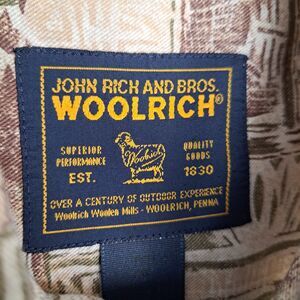 JOHN RICH AND BROS.
WOOLRICH®
SUPERIOR PERFORMANCE
QUALITY GOODS
Woolrich
EST. 1830
OVER A CENTURY OF OUTDOOR EXPERIENCE
Woolrich Woolen Mills - WOOLRICH, PENNA